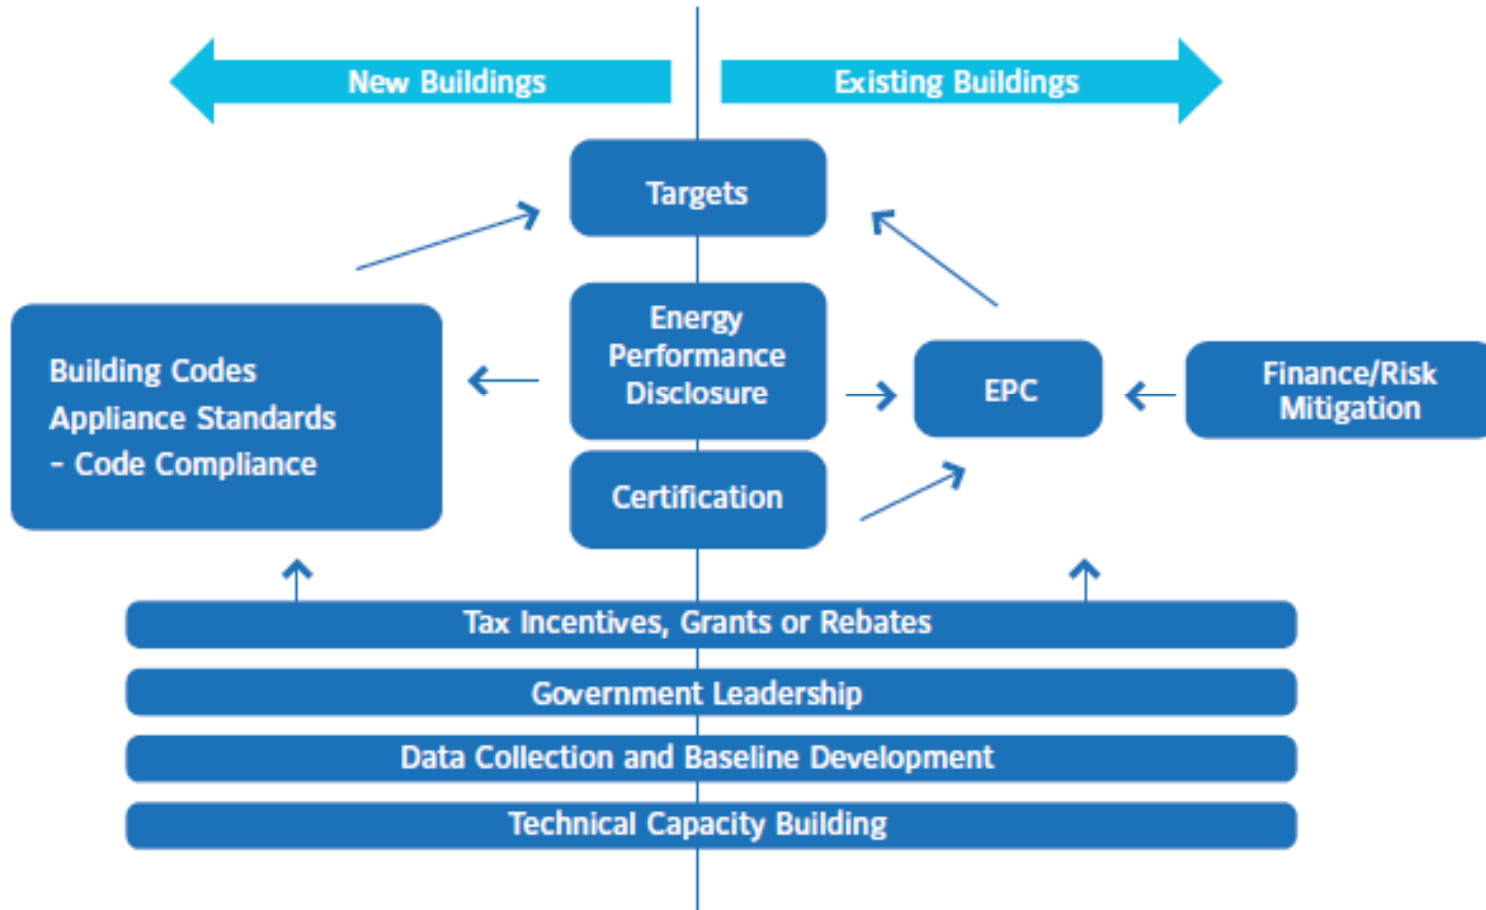 New Buildings
Existing Buildings
Targets
Energy
Performance
Disclosure
Building Codes
Appliance Standards
– Code Compliance
EPC
Finance/Risk
Mitigation
Certification
Tax Incentives, Grants or Rebates
Government Leadership
Data Collection and Baseline Development
Technical Capacity Building